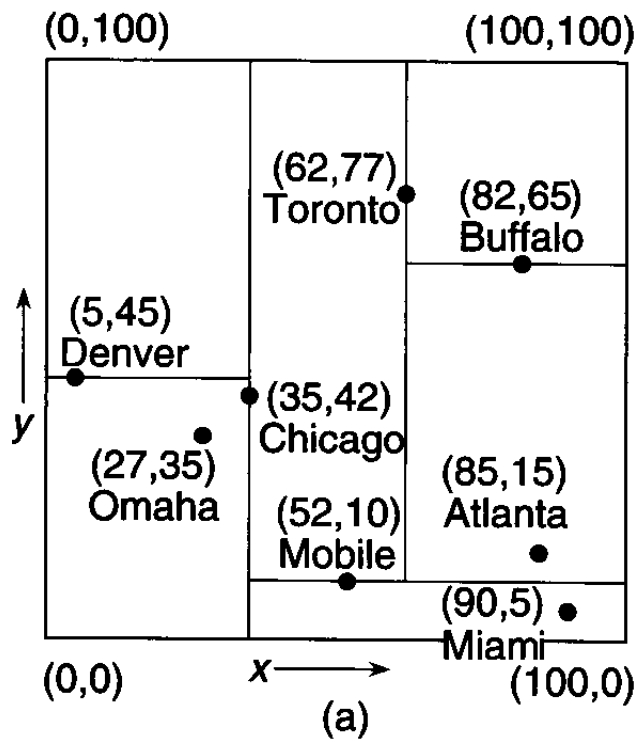 (0,100) (100,100)
(62,77)
Toronto
(82,65)
Buffalo
(5,45)
Denver
y
(35,42)
Chicago
(27,35)
Omaha
(85,15)
Atlanta
(52,10)
Mobile
(90,5)
Miami
(0,0) x (100,0)
(a)